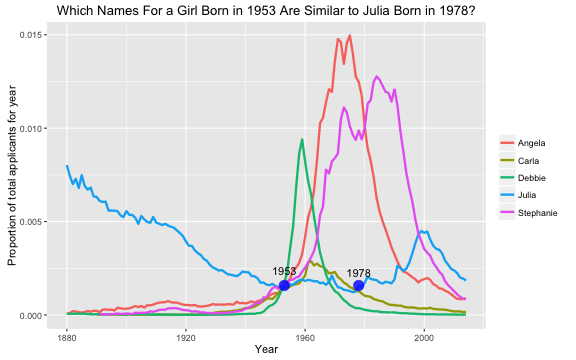 Which Names For a Girl Born in 1953 Are Similar to Julia Born in 1978?
Proportion of total applicants for year
0.015
0.010
0.005
0.000
1953
1978
1880
1920
1960
2000
Year
Angela
Carla
Debbie
Julia
Stephanie